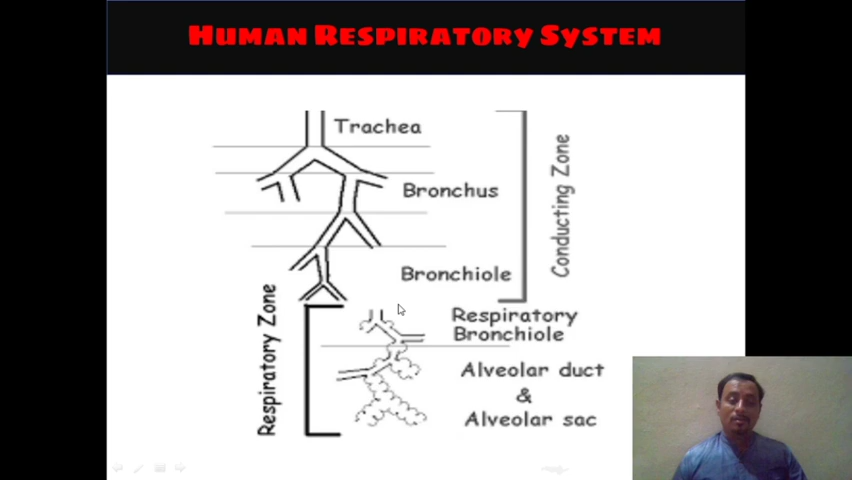 HUMAN RESPIRATORY SYSTEM
Trachea
Bronchus
Conducting Zone
Bronchiole
Respiratory Zone
Respiratory
Bronchiole
Alveolar duct
&
Alveolar sac